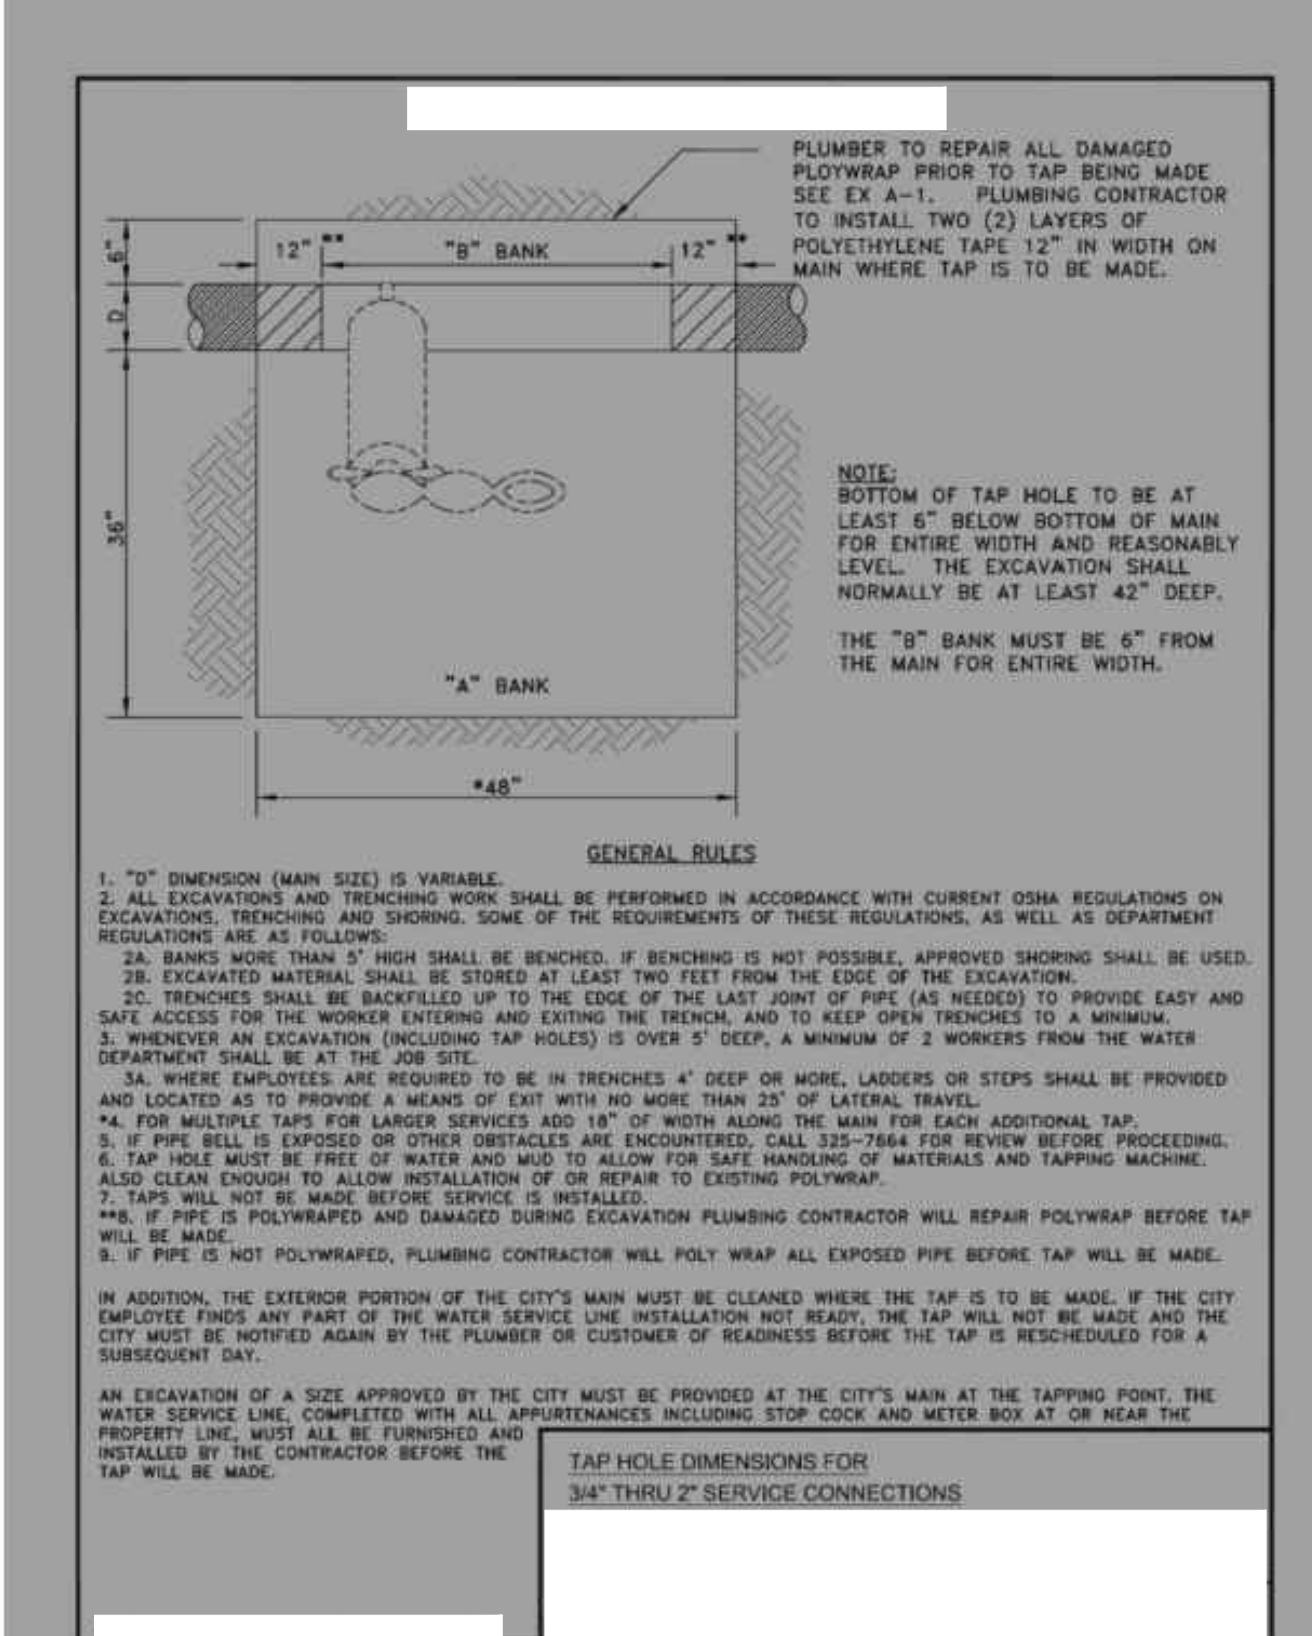 PLUMBER TO REPAIR ALL DAMAGED
PLOYWRAP PRIOR TO TAP BEING MADE
SEE EX A-1. PLUMBING CONTRACTOR
TO INSTALL TWO (2) LAYERS OF
POLYETHYLENE TAPE 12" IN WIDTH ON
MAIN WHERE TAP IS TO BE MADE.
6"
12" **
"B" BANK
12" **
D
36"
NOTE:
BOTTOM OF TAP HOLE TO BE AT
LEAST 6" BELOW BOTTOM OF MAIN
FOR ENTIRE WIDTH AND REASONABLY
LEVEL. THE EXCAVATION SHALL
NORMALLY BE AT LEAST 42" DEEP.
THE "B" BANK MUST BE 6" FROM
THE MAIN FOR ENTIRE WIDTH.
"A" BANK
*48"
GENERAL RULES
1. "D" DIMENSION (MAIN SIZE) IS VARIABLE.
2. ALL EXCAVATIONS AND TRENCHING WORK SHALL BE PERFORMED IN ACCORDANCE WITH CURRENT OSHA REGULATIONS ON
EXCAVATIONS, TRENCHING AND SHORING. SOME OF THE REQUIREMENTS OF THESE REGULATIONS, AS WELL AS DEPARTMENT
REGULATIONS ARE AS FOLLOWS:
2A. BANKS MORE THAN 5' HIGH SHALL BE BENCHED. IF BENCHING IS NOT POSSIBLE, APPROVED SHORING SHALL BE USED.
2B. EXCAVATED MATERIAL SHALL BE STORED AT LEAST TWO FEET FROM THE EDGE OF THE EXCAVATION.
2C. TRENCHES SHALL BE BACKFILLED UP TO THE EDGE OF THE LAST JOINT OF PIPE (AS NEEDED) TO PROVIDE EASY AND
SAFE ACCESS FOR THE WORKER ENTERING AND EXITING THE TRENCH, AND TO KEEP OPEN TRENCHES TO A MINIMUM.
3. WHENEVER AN EXCAVATION (INCLUDING TAP HOLES) IS OVER 5' DEEP, A MINIMUM OF 2 WORKERS FROM THE WATER
DEPARTMENT SHALL BE AT THE JOB SITE.
3A. WHERE EMPLOYEES ARE REQUIRED TO BE IN TRENCHES 4' DEEP OR MORE, LADDERS OR STEPS SHALL BE PROVIDED
AND LOCATED AS TO PROVIDE A MEANS OF EXIT WITH NO MORE THAN 25' OF LATERAL TRAVEL.
*4. FOR MULTIPLE TAPS FOR LARGER SERVICES ADD 18" OF WIDTH ALONG THE MAIN FOR EACH ADDITIONAL TAP.
5. IF PIPE BELL IS EXPOSED OR OTHER OBSTACLES ARE ENCOUNTERED, CALL 325-7664 FOR REVIEW BEFORE PROCEEDING.
6. TAP HOLE MUST BE FREE OF WATER AND MUD TO ALLOW FOR SAFE HANDLING OF MATERIALS AND TAPPING MACHINE.
ALSO CLEAN ENOUGH TO ALLOW INSTALLATION OF OR REPAIR TO EXISTING POLYWRAP.
7. TAPS WILL NOT BE MADE BEFORE SERVICE IS INSTALLED.
**8. IF PIPE IS POLYWRAPED AND DAMAGED DURING EXCAVATION PLUMBING CONTRACTOR WILL REPAIR POLYWRAP BEFORE TAP
WILL BE MADE.
9. IF PIPE IS NOT POLYWRAPED, PLUMBING CONTRACTOR WILL POLY WRAP ALL EXPOSED PIPE BEFORE TAP WILL BE MADE.
IN ADDITION, THE EXTERIOR PORTION OF THE CITY'S MAIN MUST BE CLEANED WHERE THE TAP IS TO BE MADE. IF THE CITY
EMPLOYEE FINDS ANY PART OF THE WATER SERVICE LINE INSTALLATION NOT READY, THE TAP WILL NOT BE MADE AND THE
CITY MUST BE NOTIFIED AGAIN BY THE PLUMBER OR CUSTOMER OF READINESS BEFORE THE TAP IS RESCHEDULED FOR A
SUBSEQUENT DAY.
AN EXCAVATION OF A SIZE APPROVED BY THE CITY MUST BE PROVIDED AT THE CITY'S MAIN AT THE TAPPING POINT. THE
WATER SERVICE LINE, COMPLETED WITH ALL APPURTENANCES INCLUDING STOP COCK AND METER BOX AT OR NEAR THE
PROPERTY LINE, MUST ALL BE FURNISHED AND
INSTALLED BY THE CONTRACTOR BEFORE THE
TAP WILL BE MADE.
TAP HOLE DIMENSIONS FOR
3/4" THRU 2" SERVICE CONNECTIONS